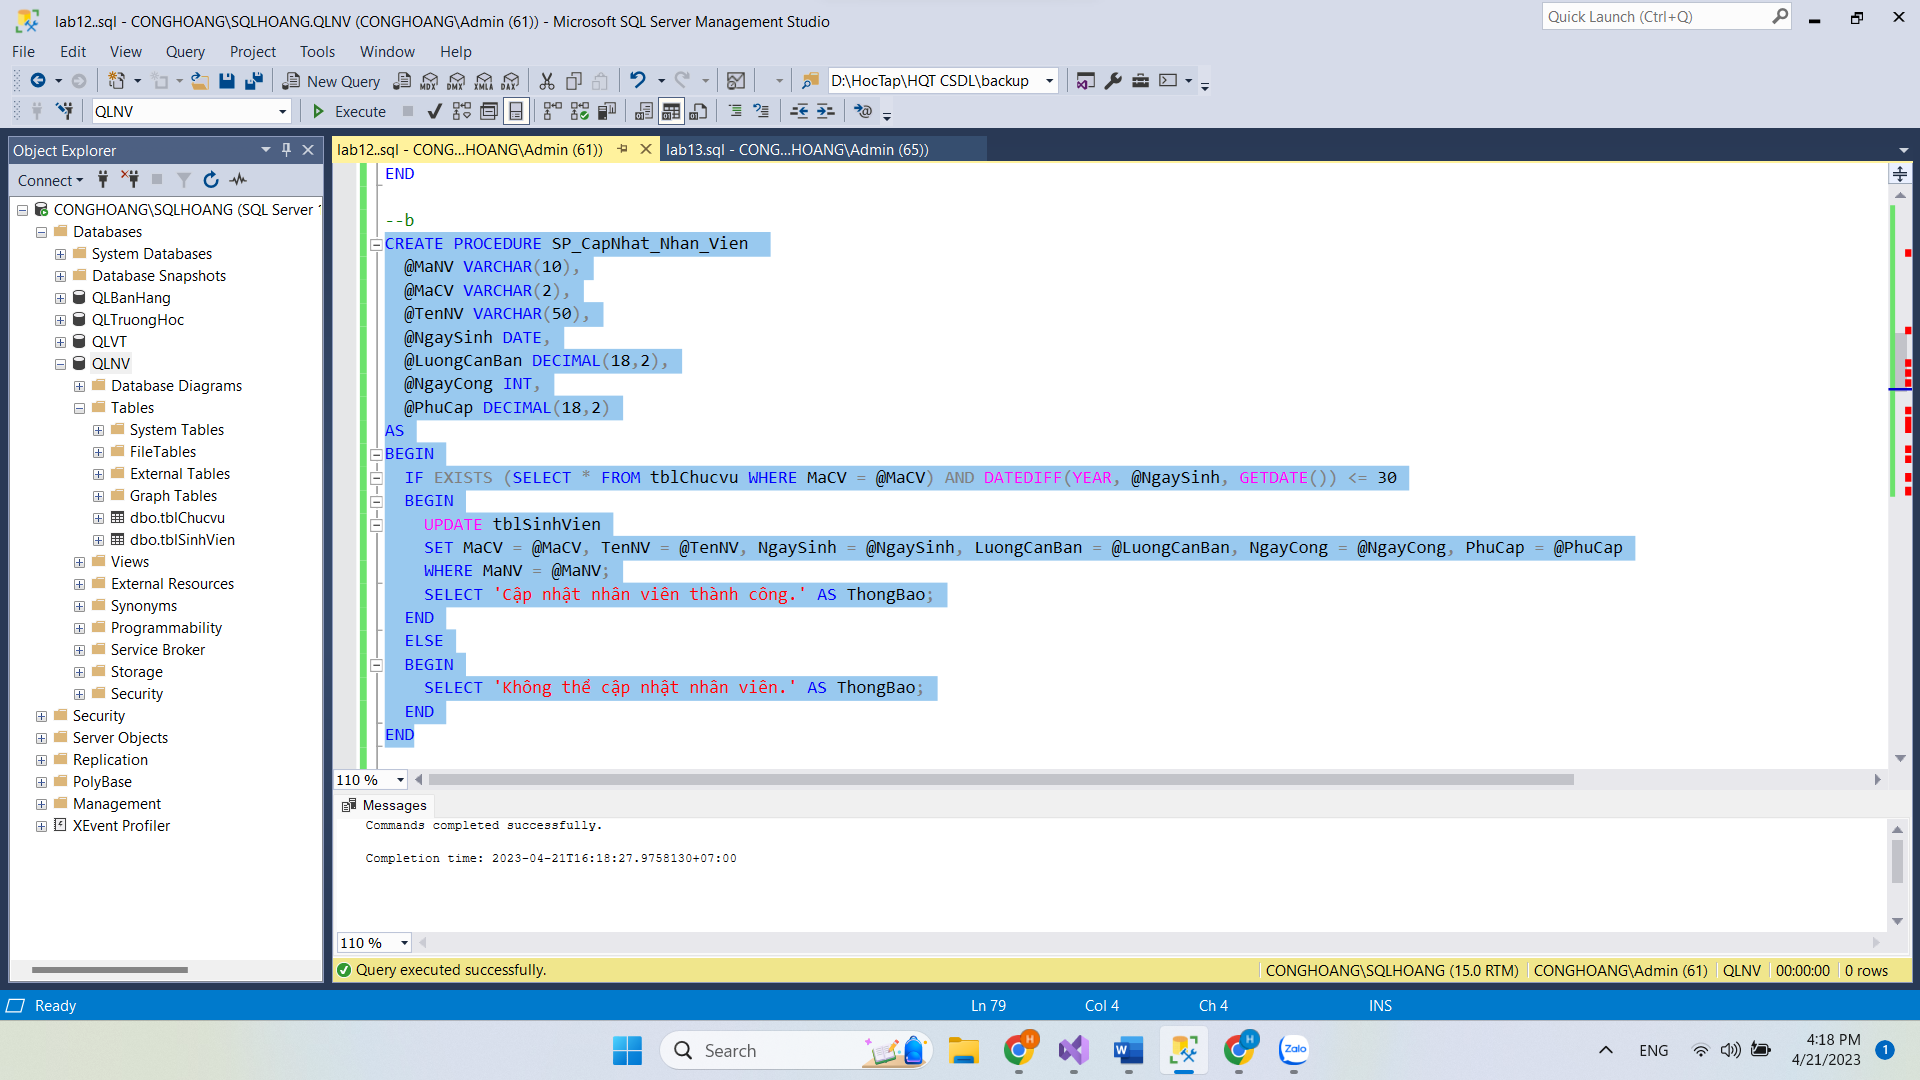 lab12..sql - CONGHOANG\SQLHOANG.QLNV (CONGHOANG\Admin (61)) - Microsoft SQL Server Management Studio
Quick Launch (Ctrl+Q)
File Edit View Query Project Tools Window Help
New Query
D:\HocTap\HQT CSDL\backup
QLNV
Execute
Object Explorer
lab12..sql - CONG...HOANG\Admin (61))
lab13.sql - CONG...HOANG\Admin (65))
Connect
CONGHOANG\SQLHOANG (SQL Server
Databases
System Databases
Database Snapshots
QLBanHang
QLTruongHoc
QLVT
QLNV
Database Diagrams
Tables
System Tables
FileTables
External Tables
Graph Tables
dbo.tblChucvu
dbo.tblSinhVien
Views
External Resources
Synonyms
Programmability
Service Broker
Storage
Security
Security
Server Objects
Replication
PolyBase
Management
XEvent Profiler
END
--b
CREATE PROCEDURE SP_CapNhat_Nhan_Vien
@MaNV VARCHAR(10),
@MaCV VARCHAR(2),
@TenNV VARCHAR(50),
@NgaySinh DATE,
@LuongCanBan DECIMAL(18,2),
@NgayCong INT,
@PhuCap DECIMAL(18,2)
AS
BEGIN
IF EXISTS (SELECT * FROM tblChucvu WHERE MaCV = @MaCV) AND DATEDIFF(YEAR, @NgaySinh, GETDATE()) <= 30
BEGIN
UPDATE tblSinhVien
SET MaCV = @MaCV, TenNV = @TenNV, NgaySinh = @NgaySinh, LuongCanBan = @LuongCanBan, NgayCong = @NgayCong, PhuCap = @PhuCap
WHERE MaNV = @MaNV;
SELECT 'Cập nhật nhân viên thành công.' AS ThongBao;
END
ELSE
BEGIN
SELECT 'Không thể cập nhật nhân viên.' AS ThongBao;
END
END
110 %
Messages
Commands completed successfully.
Completion time: 2023-04-21T16:18:27.9758130+07:00
110 %
Query executed successfully.
CONGHOANG\SQLHOANG (15.0 RTM) CONGHOANG\Admin (61) QLNV 00:00:00 0 rows
Ready
Ln 79 Col 4 Ch 4 INS
Search
Zalo
ENG
4:18 PM
4/21/2023
1